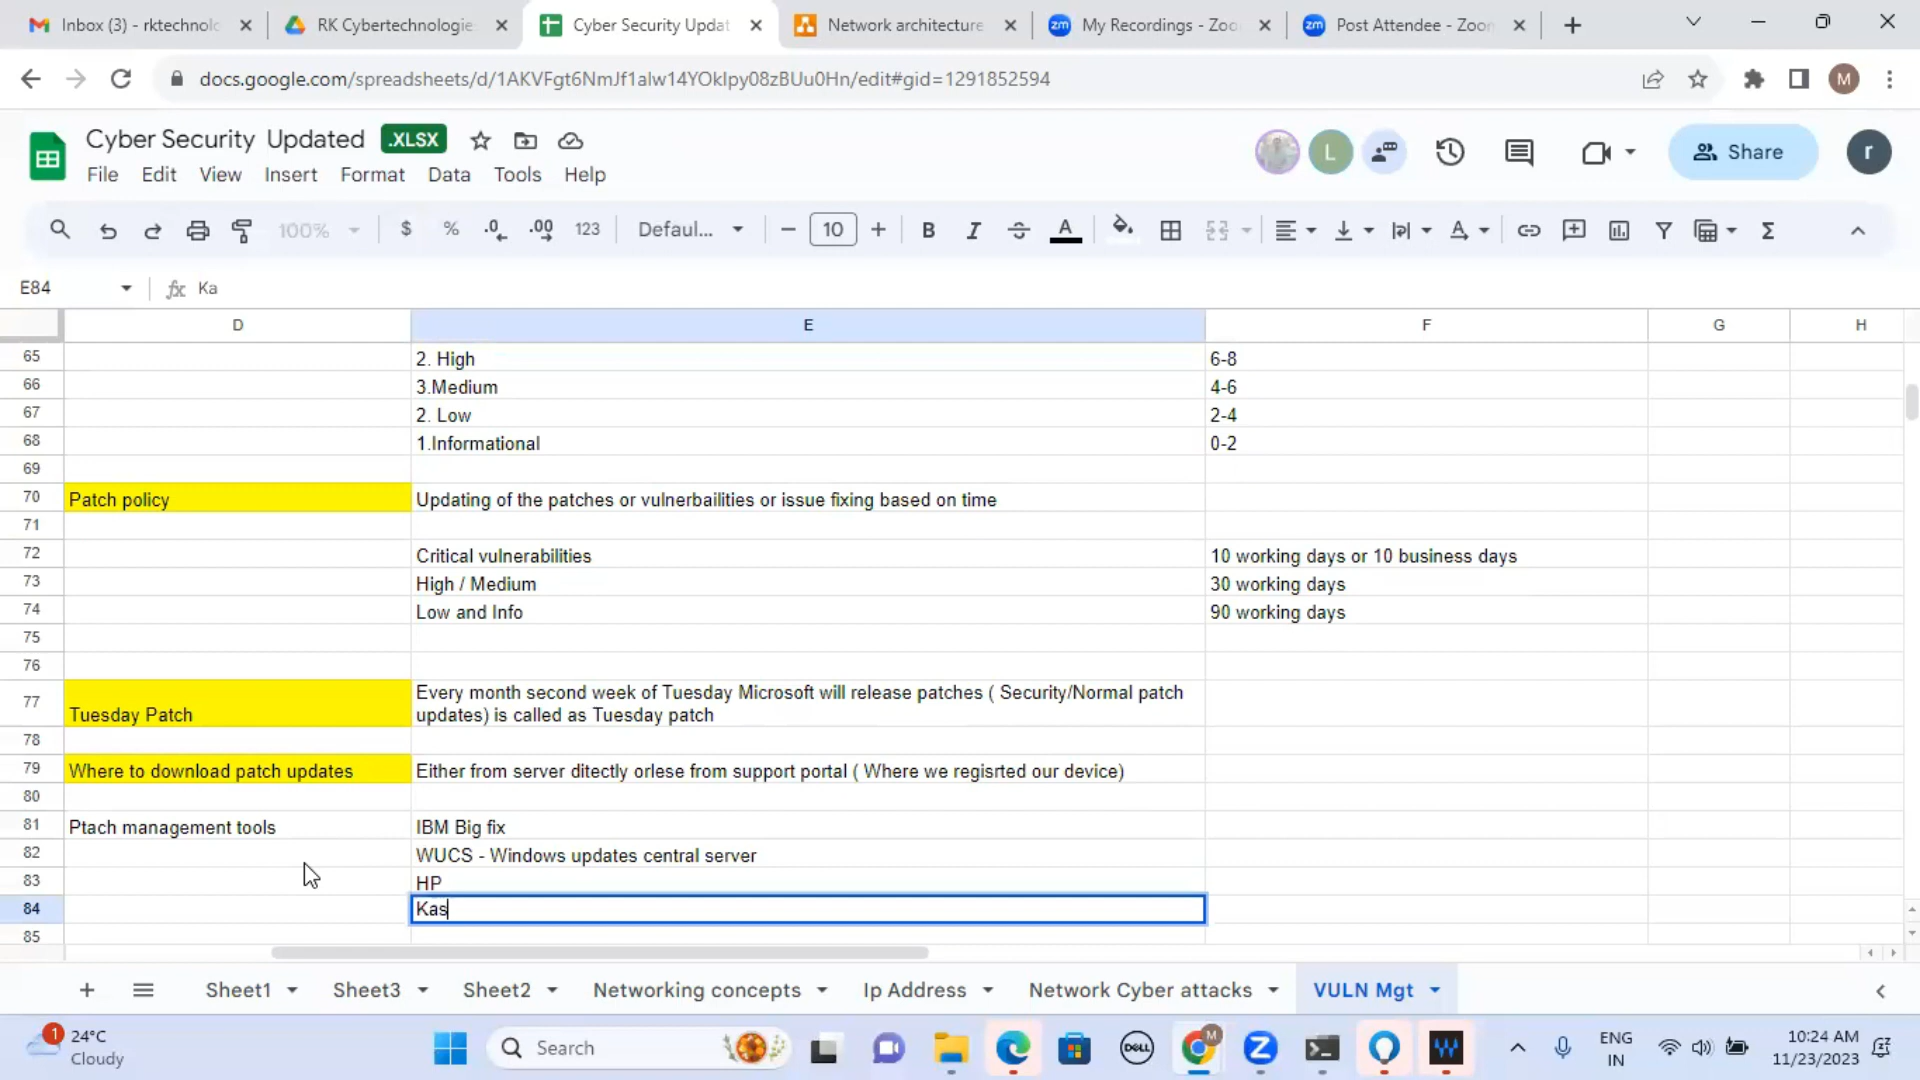 Inbox (3) - rktechnolo
RK Cybertechnologie
Cyber Security Updat
Network architecture
My Recordings - Zoo
Post Attendee - Zoor
docs.google.com/spreadsheets/d/1AKVFgt6NmJf1alw14YOkIpy08zBUu0Hn/edit#gid=1291852594
M
Cyber Security Updated
.XLSX
File Edit View Insert Format Data Tools Help
L
Share
r
100%
$ % .0 .00 123
Defaul...
10
B I A
Σ
E84
fx Ka
D E F G H
65 2. High 6-8
66 3.Medium 4-6
67 2. Low 2-4
68 1.Informational 0-2
69
70 Patch policy Updating of the patches or vulnerbailities or issue fixing based on time
71
72 Critical vulnerabilities 10 working days or 10 business days
73 High / Medium 30 working days
74 Low and Info 90 working days
75
76
77 Tuesday Patch Every month second week of Tuesday Microsoft will release patches ( Security/Normal patch
updates) is called as Tuesday patch
78
79 Where to download patch updates Either from server ditectly orlese from support portal ( Where we regisrted our device)
80
81 Ptach management tools IBM Big fix
82 WUCS - Windows updates central server
83 HP
84 Kas
85
Sheet1 Sheet3 Sheet2 Networking concepts Ip Address Network Cyber attacks VULN Mgt
1
24°C
Cloudy
Search
DELL
M
ENG
IN
10:24 AM
11/23/2023